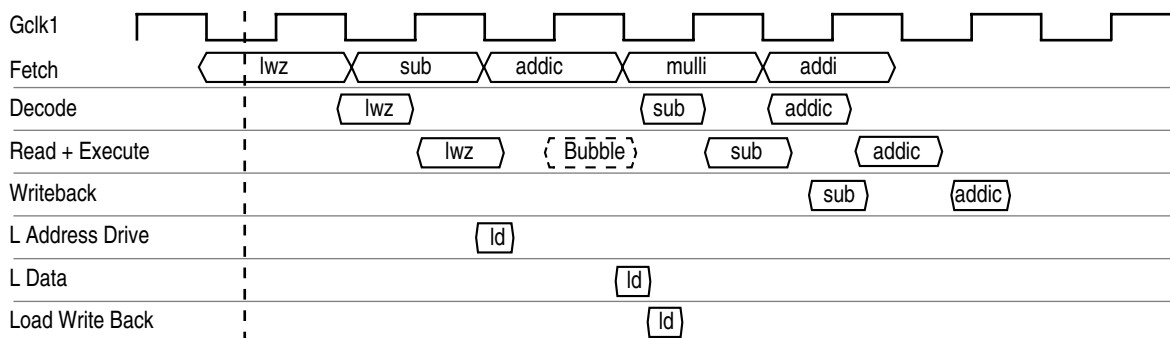 Gclk1
Fetch lwz sub addic mulli addi
Decode lwz sub addic
Read + Execute lwz Bubble sub addic
Writeback sub addic
L Address Drive ld
L Data ld
Load Write Back ld